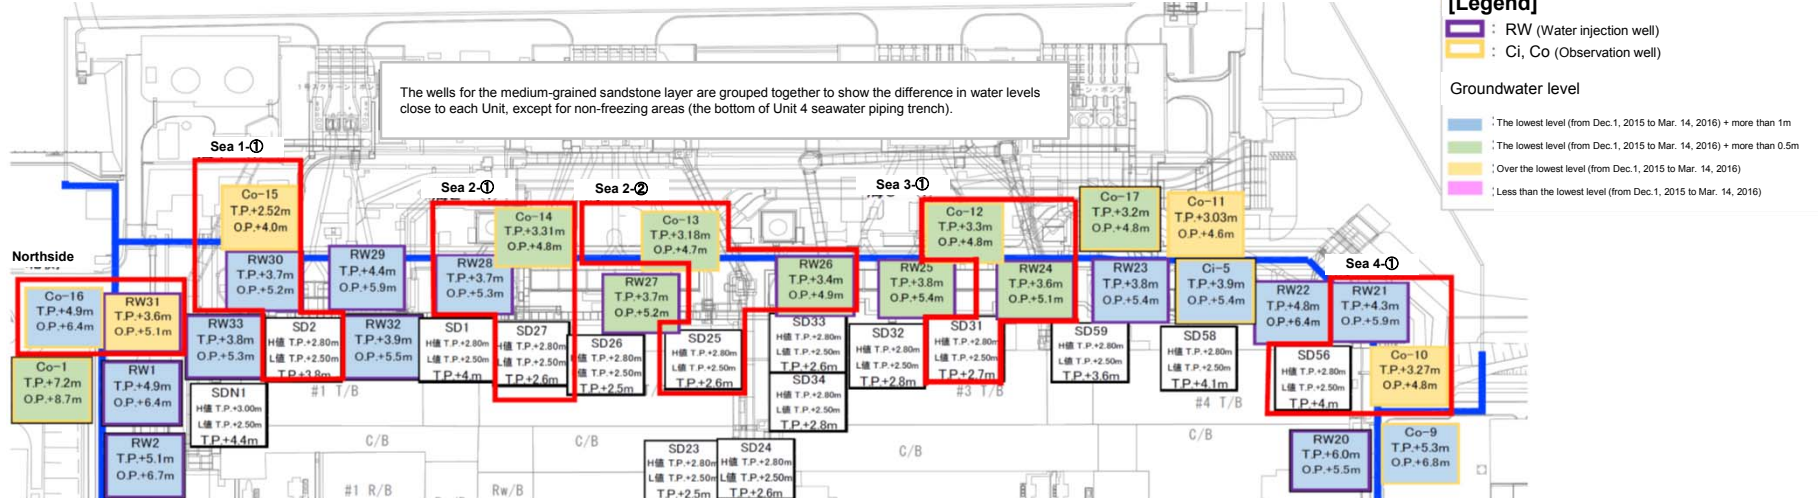 [Legend]
: RW (Water injection well)
: Ci, Co (Observation well)
Groundwater level
: The lowest level (from Dec.1, 2015 to Mar. 14, 2016) + more than 1m
: The lowest level (from Dec.1, 2015 to Mar. 14, 2016) + more than 0.5m
: Over the lowest level (from Dec.1, 2015 to Mar. 14, 2016)
: Less than the lowest level (from Dec.1, 2015 to Mar. 14, 2016)
The wells for the medium-grained sandstone layer are grouped together to show the difference in water levels
close to each Unit, except for non-freezing areas (the bottom of Unit 4 seawater piping trench).
Sea 1-①
Sea 2-①
Sea 2-②
Sea 3-①
Sea 4-①
Northside
Co-15
T.P.+2.52m
O.P.+4.0m
Co-14
T.P.+3.31m
O.P.+4.8m
Co-13
T.P.+3.18m
O.P.+4.7m
Co-12
T.P.+3.3m
O.P.+4.8m
Co-17
T.P.+3.2m
O.P.+4.8m
Co-11
T.P.+3.03m
O.P.+4.6m
RW30
T.P.+3.7m
O.P.+5.2m
RW29
T.P.+4.4m
O.P.+5.9m
RW28
T.P.+3.7m
O.P.+5.3m
RW27
T.P.+3.7m
O.P.+5.2m
RW26
T.P.+3.4m
O.P.+4.9m
RW25
T.P.+3.8m
O.P.+5.4m
RW24
T.P.+3.6m
O.P.+5.1m
RW23
T.P.+3.8m
O.P.+5.4m
Ci-5
T.P.+3.9m
O.P.+5.4m
RW22
T.P.+4.8m
O.P.+6.4m
RW21
T.P.+4.3m
O.P.+5.9m
Co-16
T.P.+4.9m
O.P.+6.4m
RW31
T.P.+3.6m
O.P.+5.1m
RW33
T.P.+3.8m
O.P.+5.3m
SD2
H値 T.P.+2.80m
L値 T.P.+2.50m
T.P.+3.8m
RW32
T.P.+3.9m
O.P.+5.5m
SD1
H値 T.P.+2.80m
L値 T.P.+2.50m
T.P.+4.m
SD27
H値 T.P.+2.80m
L値 T.P.+2.50m
T.P.+2.6m
SD26
H値 T.P.+2.80m
L値 T.P.+2.50m
T.P.+2.5m
SD25
H値 T.P.+2.80m
L値 T.P.+2.50m
T.P.+2.6m
SD33
H値 T.P.+2.80m
L値 T.P.+2.50m
T.P.+2.6m
SD34
H値 T.P.+2.80m
L値 T.P.+2.50m
T.P.+2.8m
SD32
H値 T.P.+2.80m
L値 T.P.+2.50m
T.P.+2.8m
SD31
H値 T.P.+2.80m
L値 T.P.+2.50m
T.P.+2.7m
SD59
H値 T.P.+2.80m
L値 T.P.+2.50m
T.P.+3.6m
SD58
H値 T.P.+2.80m
L値 T.P.+2.50m
T.P.+4.1m
SD56
H値 T.P.+2.80m
L値 T.P.+2.50m
T.P.+4.m
Co-10
T.P.+3.27m
O.P.+4.8m
Co-1
T.P.+7.2m
O.P.+8.7m
RW1
T.P.+4.9m
O.P.+6.4m
SDN1
H値 T.P.+3.00m
L値 T.P.+2.50m
T.P.+4.4m
#1 T/B
#3 T/B
#4 T/B
RW2
T.P.+5.1m
O.P.+6.7m
C/B
C/B
C/B
C/B
SD23
H値 T.P.+2.80m
L値 T.P.+2.50m
T.P.+2.5m
SD24
H値 T.P.+2.80m
L値 T.P.+2.50m
T.P.+2.6m
RW20
T.P.+6.0m
O.P.+5.5m
Co-9
T.P.+5.3m
O.P.+6.8m
#1 R/B
Rw/B